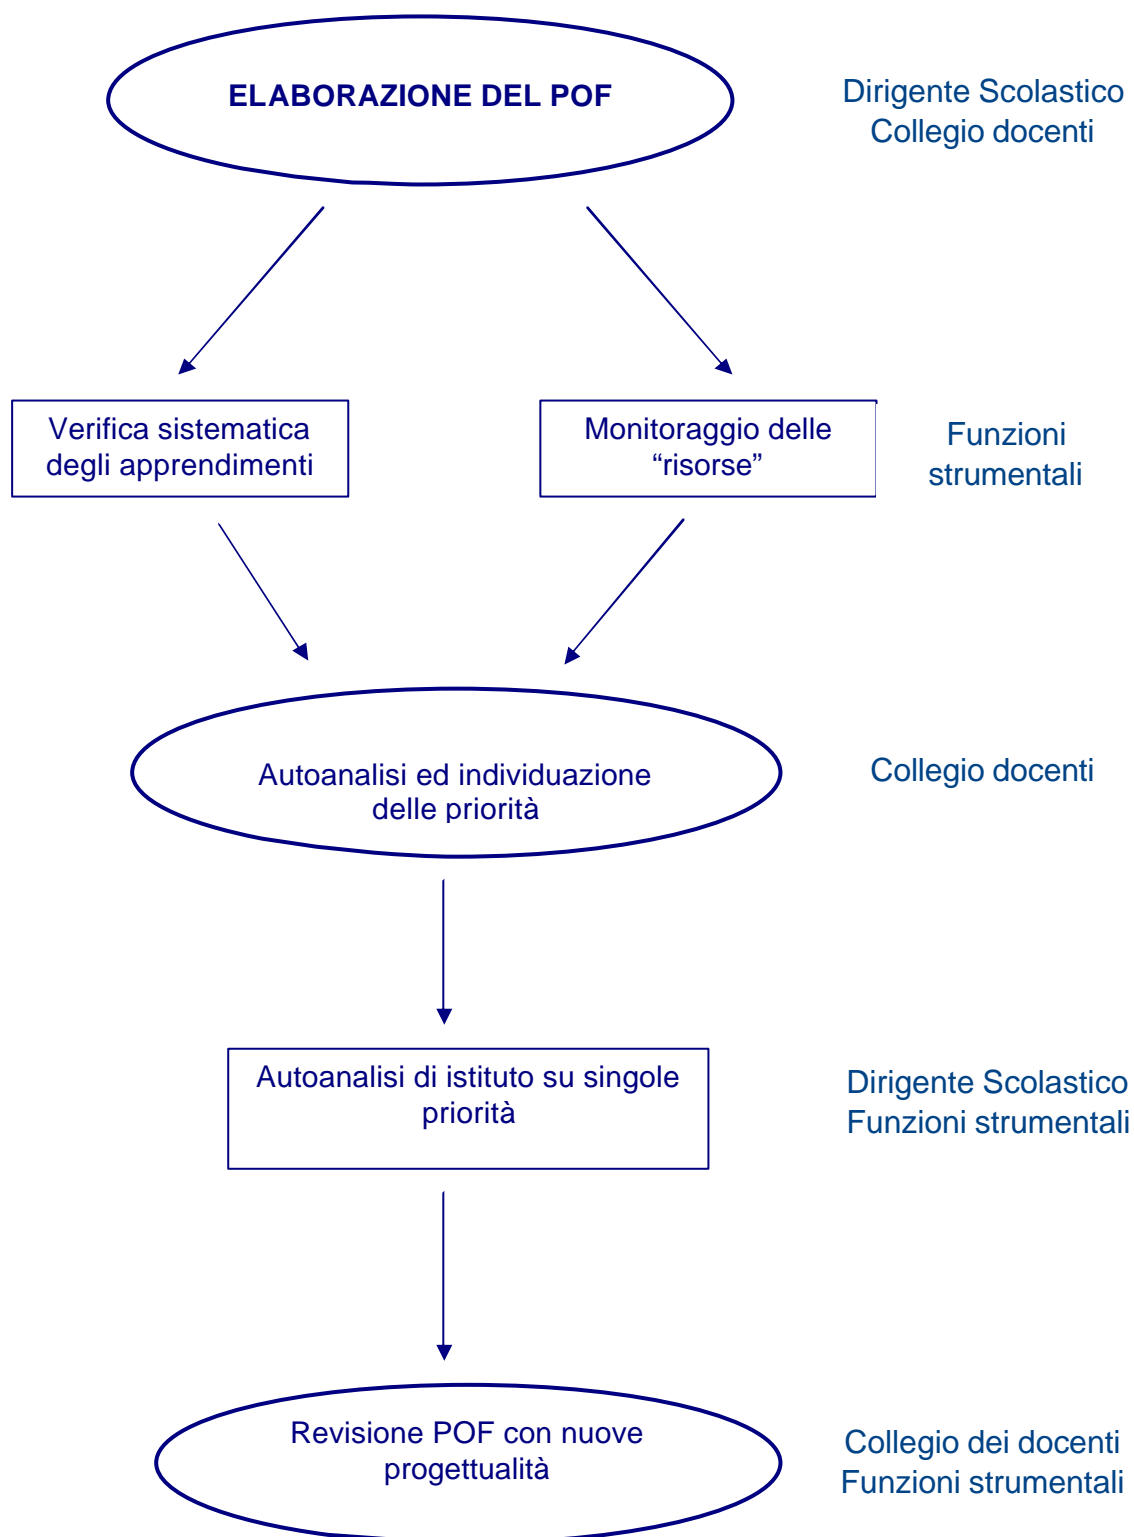 ELABORAZIONE DEL POF
Dirigente Scolastico
Collegio docenti
Verifica sistematica
degli apprendimenti
Monitoraggio delle
“risorse”
Funzioni
strumentali
Autoanalisi ed individuazione
delle priorità
Collegio docenti
Autoanalisi di istituto su singole
priorità
Dirigente Scolastico
Funzioni strumentali
Revisione POF con nuove
progettualità
Collegio dei docenti
Funzioni strumentali